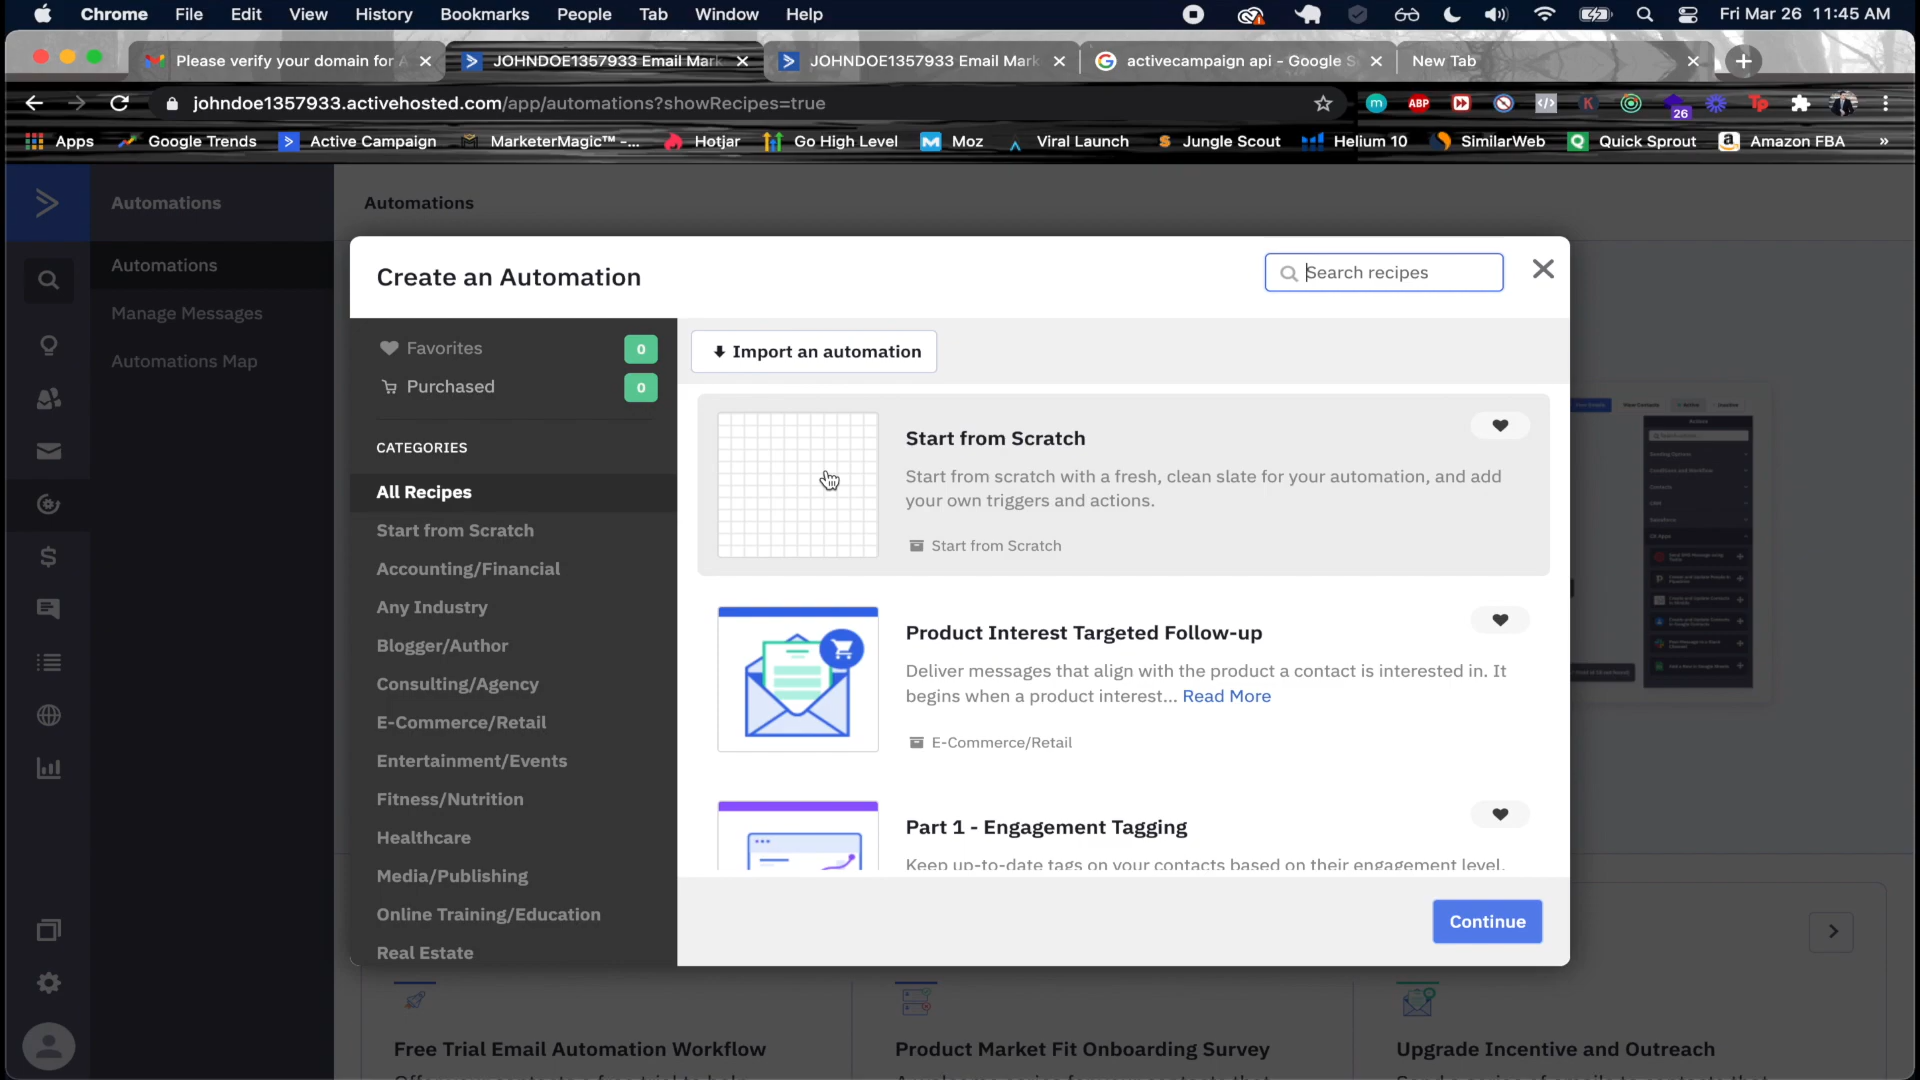 Chrome File Edit View History Bookmarks People Tab Window Help Fri Mar 26 11:45 AM
Please verify your domain for A
JOHNDOE1357933 Email Mark
JOHNDOE1357933 Email Mark
activecampaign api - Google S
New Tab
johndoe1357933.activehosted.com/app/automations?showRecipes=true
ABP
26
Apps Google Trends Active Campaign MarketerMagic™ -... Hotjar Go High Level Moz Viral Launch Jungle Scout Helium 10 SimilarWeb Quick Sprout Amazon FBA »
Automations
Automations
Automations
Manage Messages
Automations Map
Create an Automation
Search recipes
Favorites 0
Purchased 0
CATEGORIES
All Recipes
Start from Scratch
Accounting/Financial
Any Industry
Blogger/Author
Consulting/Agency
E-Commerce/Retail
Entertainment/Events
Fitness/Nutrition
Healthcare
Media/Publishing
Online Training/Education
Real Estate
Import an automation
Start from Scratch
Start from scratch with a fresh, clean slate for your automation, and add
your own triggers and actions.
Start from Scratch
Product Interest Targeted Follow-up
Deliver messages that align with the product a contact is interested in. It
begins when a product interest... Read More
E-Commerce/Retail
Part 1 - Engagement Tagging
Keep up-to-date tags on your contacts based on their engagement level.
Continue
Free Trial Email Automation Workflow
Product Market Fit Onboarding Survey
Upgrade Incentive and Outreach